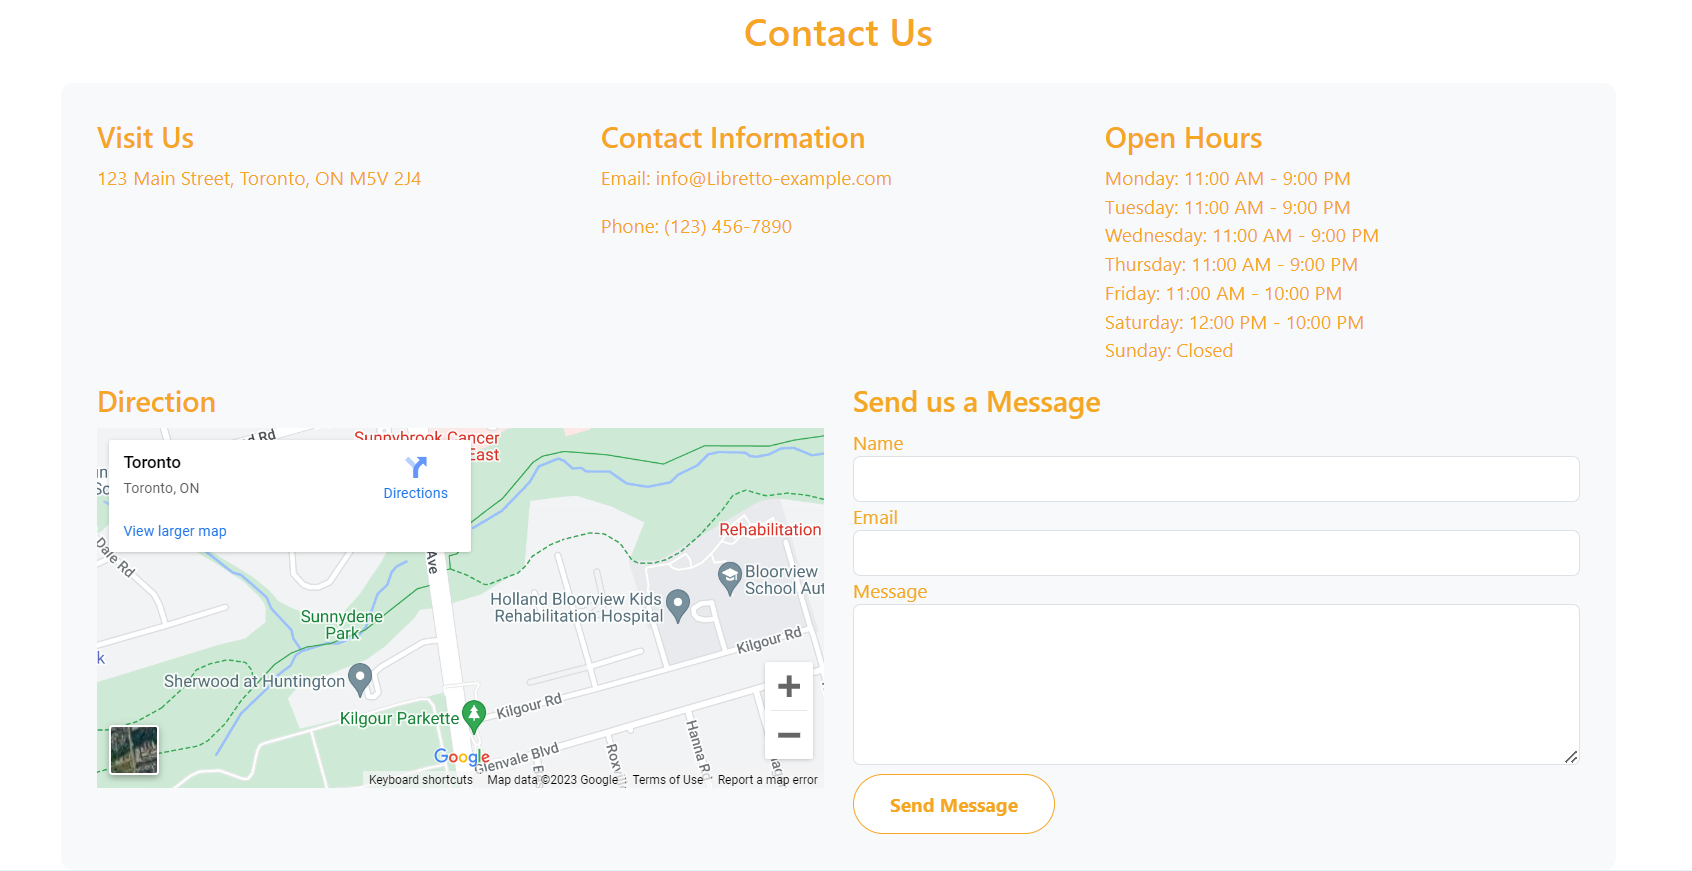 Contact Us
Visit Us
123 Main Street, Toronto, ON M5V 2J4
Contact Information
Email: info@Libretto-example.com
Phone: (123) 456-7890
Open Hours
Monday: 11:00 AM - 9:00 PM
Tuesday: 11:00 AM - 9:00 PM
Wednesday: 11:00 AM - 9:00 PM
Thursday: 11:00 AM - 9:00 PM
Friday: 11:00 AM - 10:00 PM
Saturday: 12:00 PM - 10:00 PM
Sunday: Closed
Direction
Rd
Sunnybrook Cancer
East
Toronto
Toronto, ON
Directions
View larger map
Dale Rd
Ave
Rehabilitation
Bloorview
School Aut
Holland Bloorview Kids
Rehabilitation Hospital
Sunnydene
Park
Kilgour Rd
k
Sherwood at Huntington
Kilgour Parkette
Kilgour Rd
Hanna Rd
Google
Glenvale Blvd
Keyboard shortcuts
Map data ©2023 Google
Terms of Use
Report a map error
Send us a Message
Name
Email
Message
Send Message